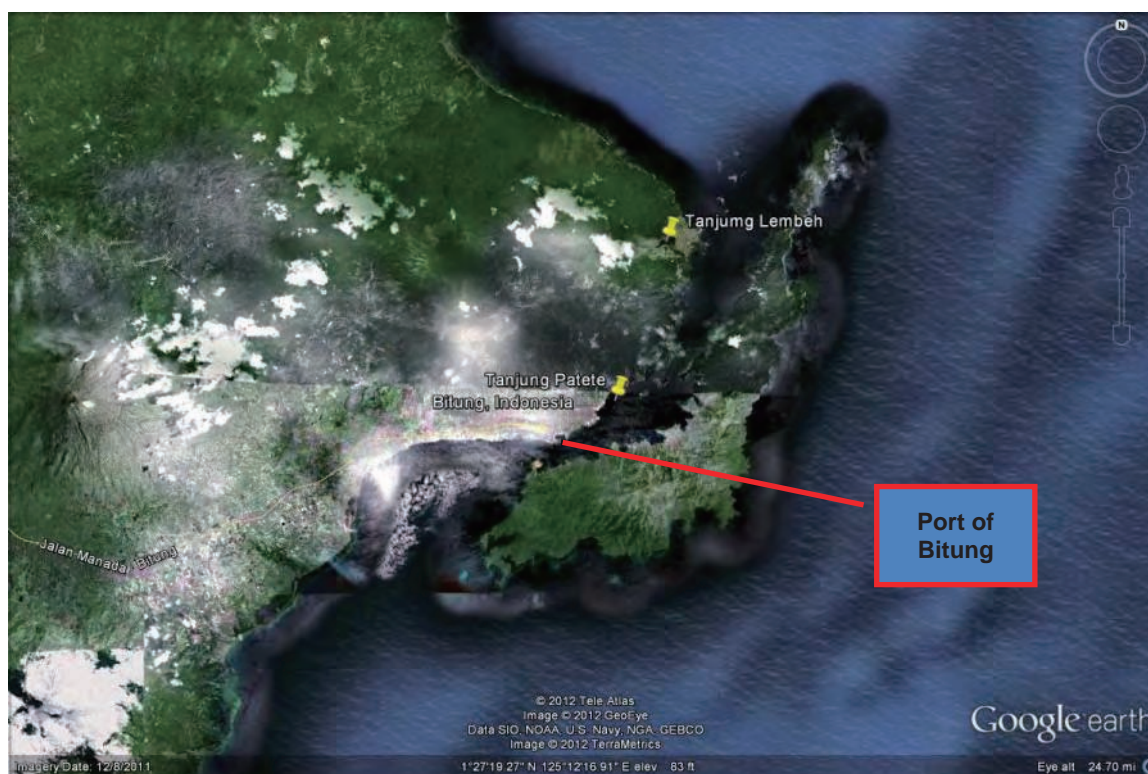 N
Tanjumg Lembeh
Tanjung Patete
Bitung, Indonesia
Port of
Bitung
Jalan Manada, Bitung
© 2012 Tele Atlas
Image © 2012 GeoEye
Data SIO, NOAA, U.S. Navy, NGA, GEBCO
Image © 2012 TerraMetrics
Google earth
Imagery Date: 12/8/2011
1°27'19.27" N 125°12'16.91" E elev 83 ft
Eye alt 24.70 mi